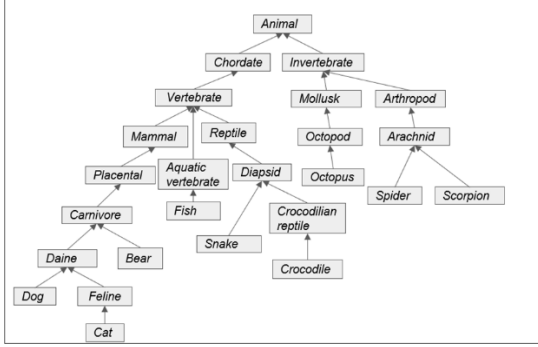 Animal
Chordate
Invertebrate
Vertebrate
Mollusk
Arthropod
Mammal
Reptile
Octopod
Arachnid
Placental
Aquatic
vertebrate
Diapsid
Octopus
Spider
Scorpion
Carnivore
Fish
Crocodilian
reptile
Snake
Daine
Bear
Crocodile
Dog
Feline
Cat